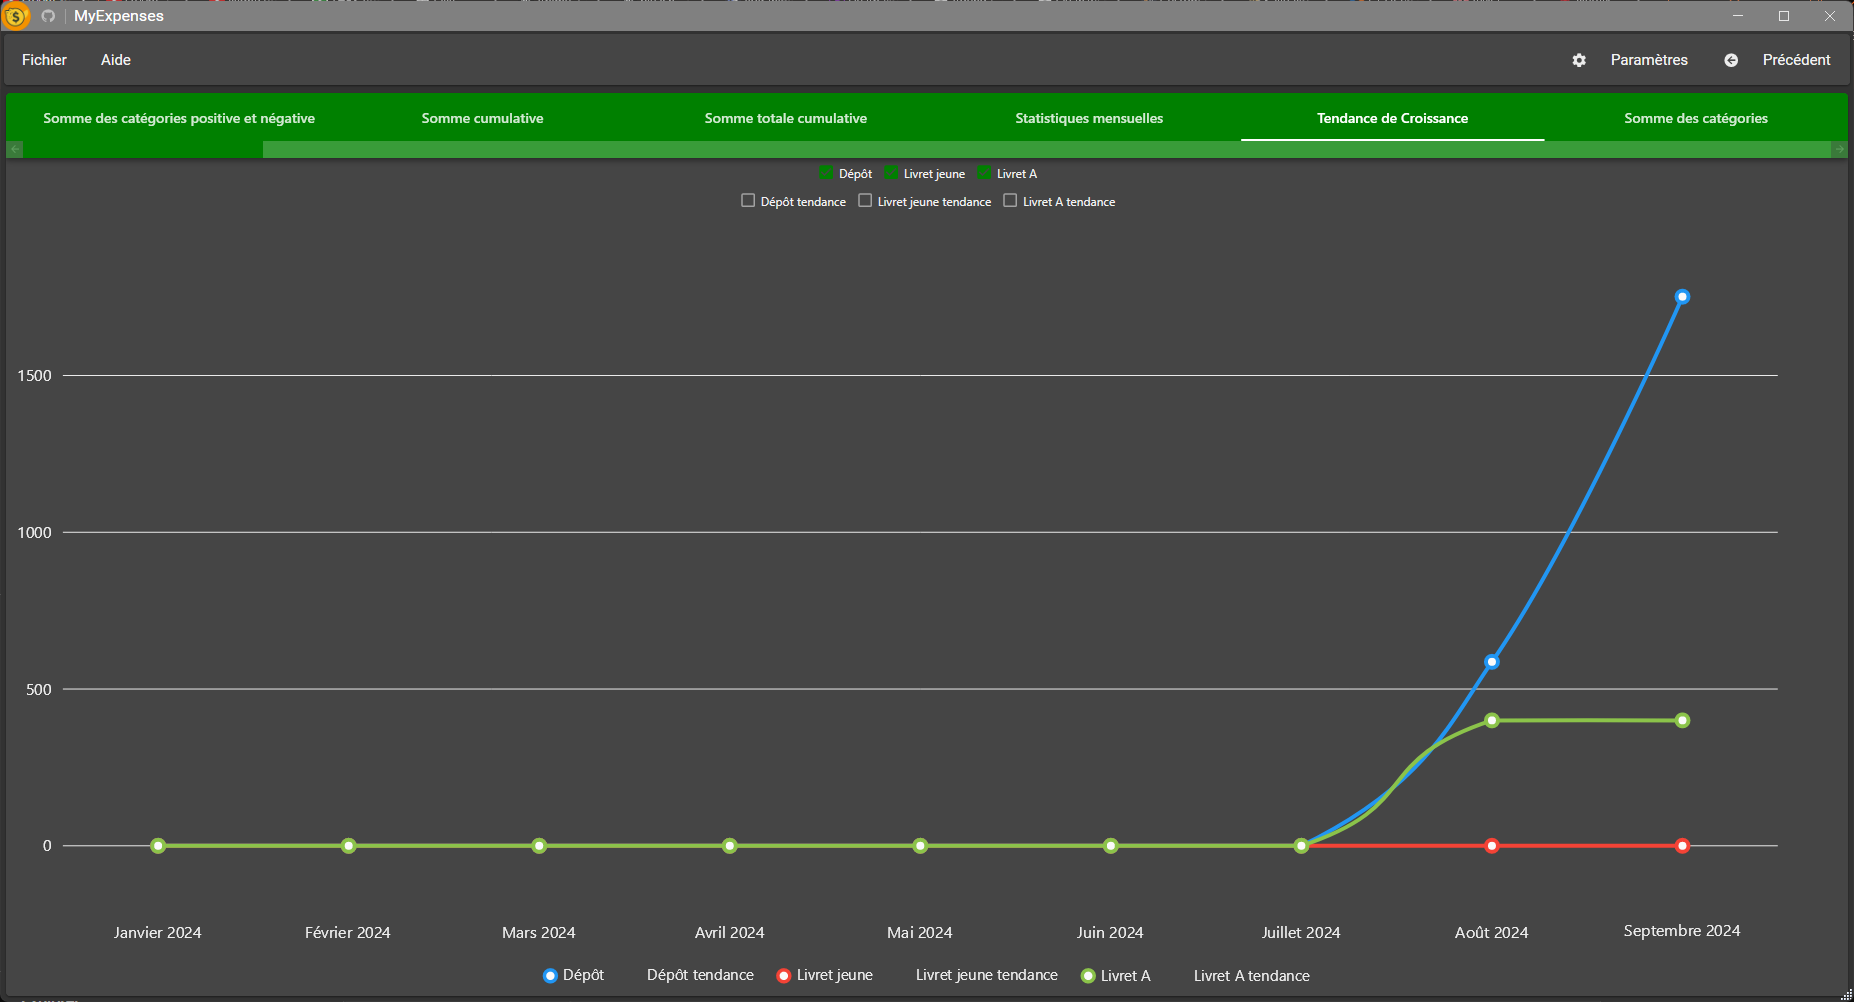 MyExpenses
Fichier Aide Paramètres Précédent
Somme des catégories positive et négative Somme cumulative Somme totale cumulative Statistiques mensuelles Tendance de Croissance Somme des catégories
Dépôt Livret jeune Livret A
Dépôt tendance Livret jeune tendance Livret A tendance
1500
1000
500
0
Janvier 2024 Février 2024 Mars 2024 Avril 2024 Mai 2024 Juin 2024 Juillet 2024 Août 2024 Septembre 2024
Dépôt Dépôt tendance Livret jeune Livret jeune tendance Livret A Livret A tendance